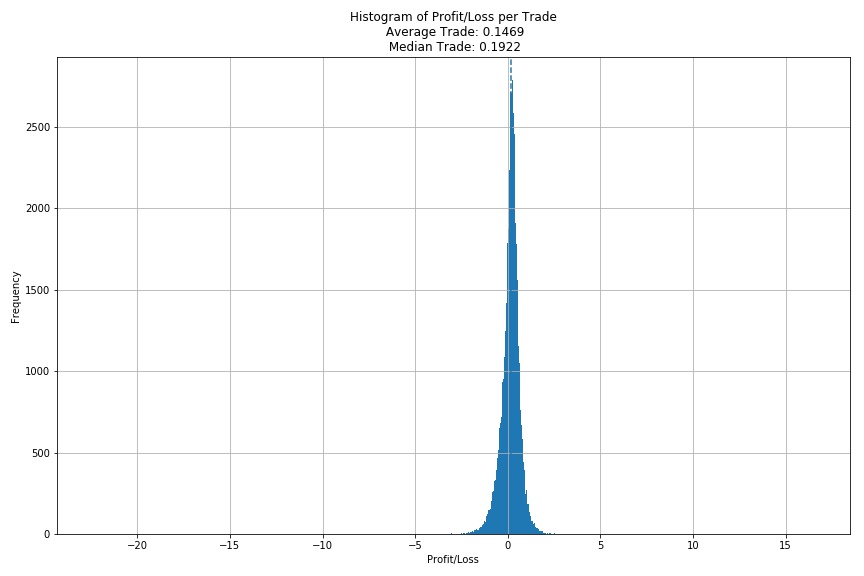 Histogram of Profit/Loss per Trade
Average Trade: 0.1469
Median Trade: 0.1922
Frequency
2500
2000
1500
1000
500
0
−20
−15
−10
−5
0
5
10
15
Profit/Loss